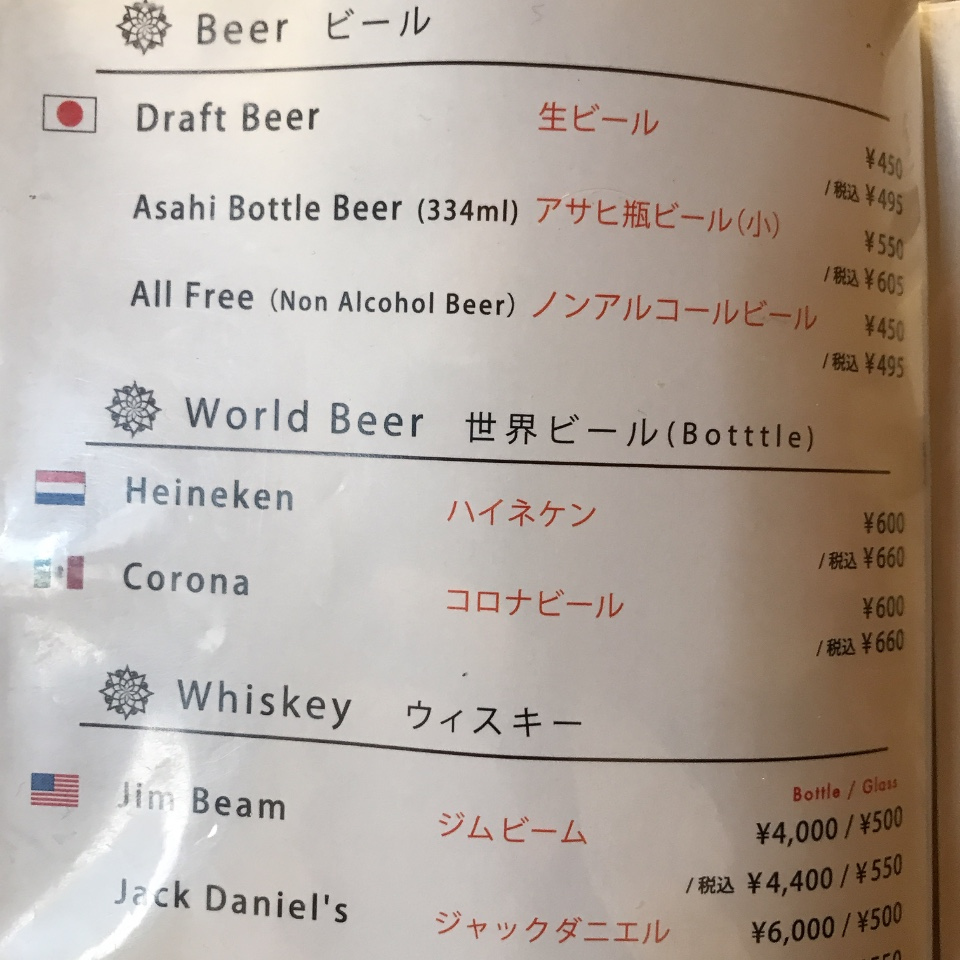 Beer ビール
Draft Beer 生ビール ¥450
/ 税込 ¥495
Asahi Bottle Beer (334ml) アサヒ瓶ビール(小) ¥550
/ 税込 ¥605
All Free (Non Alcohol Beer) ノンアルコールビール ¥450
/ 税込 ¥495
World Beer 世界ビール(Botttle)
Heineken ハイネケン ¥600
/ 税込 ¥660
Corona コロナビール ¥600
/ 税込 ¥660
Whiskey ウィスキー
Bottle / Glass
Jim Beam ジムビーム ¥4,000 / ¥500
/ 税込 ¥4,400 / ¥550
Jack Daniel's ジャックダニエル ¥6,000 / ¥500